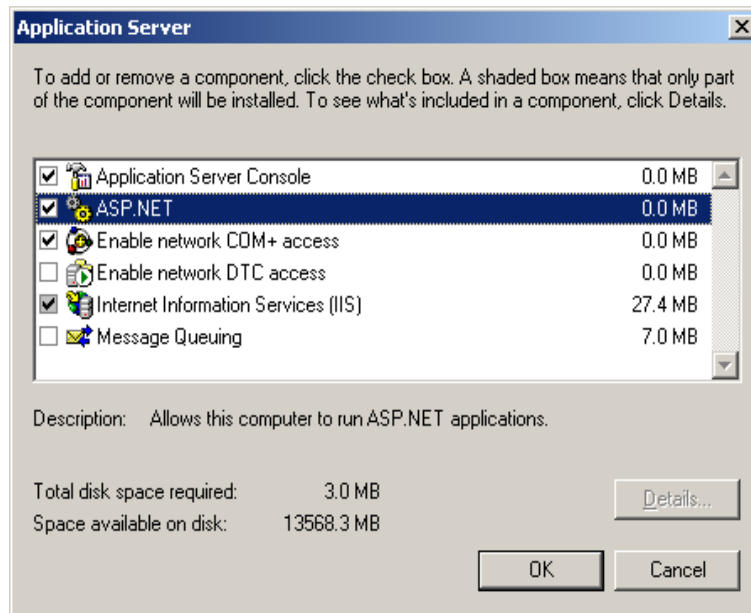 Application Server
To add or remove a component, click the check box. A shaded box means that only part
of the component will be installed. To see what's included in a component, click Details.
Application Server Console 0.0 MB
ASP.NET 0.0 MB
Enable network COM+ access 0.0 MB
Enable network DTC access 0.0 MB
Internet Information Services (IIS) 27.4 MB
Message Queuing 7.0 MB
Description: Allows this computer to run ASP.NET applications.
Total disk space required: 3.0 MB
Details...
Space available on disk: 13568.3 MB
OK Cancel